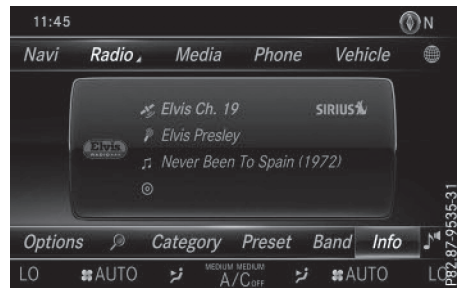 11:45 N
Navi Radio Media Phone Vehicle
Elvis Ch. 19 SIRIUS
Elvis
Elvis Presley
Never Been To Spain (1972)
Options Category Preset Band Info
LO AUTO MEDIUM MEDIUM A/C OFF AUTO LO
P82.87-9535-31